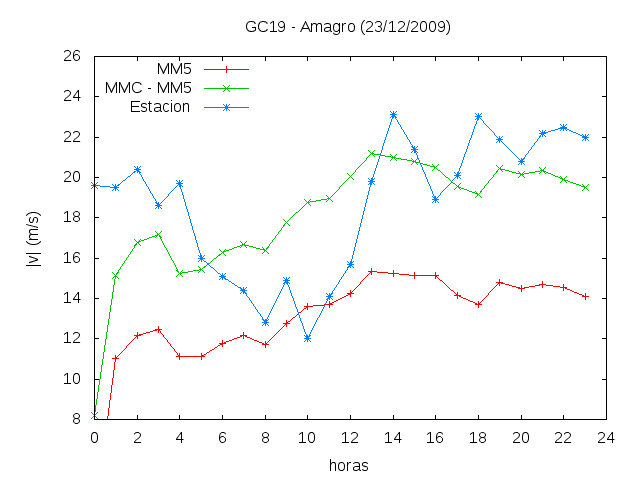 GC19 - Amagro (23/12/2009)
MM5
MMC - MM5
Estacion
26
24
22
20
18
16
14
12
10
8
|v| (m/s)
0 2 4 6 8 10 12 14 16 18 20 22 24
horas